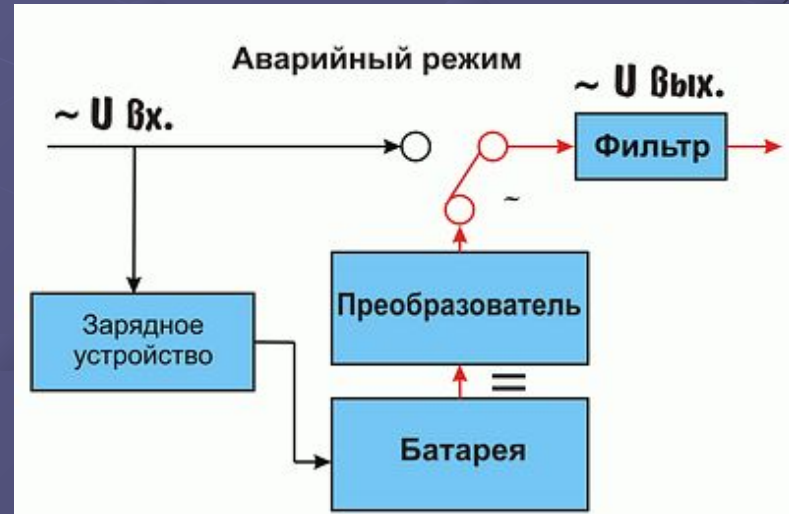 Аварийный режим
~ U вх.
~ U вых.
Фильтр
~
Преобразователь
Зарядное
устройство
=
Батарея